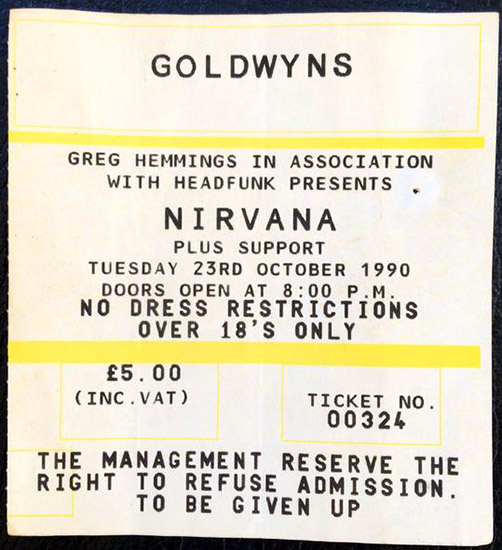 GOLDWYNS
GREG HEMMINGS IN ASSOCIATION
WITH HEADFUNK PRESENTS
NIRVANA
PLUS SUPPORT
TUESDAY 23RD OCTOBER 1990
DOORS OPEN AT 8:00 P.M.
NO DRESS RESTRICTIONS
OVER 18'S ONLY
£5.00
(INC.VAT)
TICKET NO.
00324
THE MANAGEMENT RESERVE THE
RIGHT TO REFUSE ADMISSION.
TO BE GIVEN UP